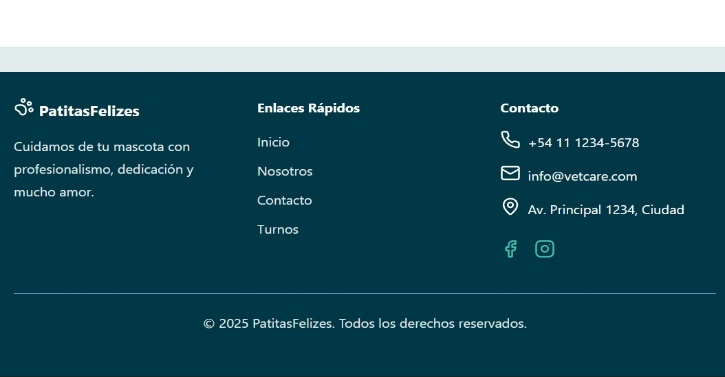 PatitasFelizes
Cuidamos de tu mascota con
profesionalismo, dedicación y
mucho amor.
Enlaces Rápidos
Inicio
Nosotros
Contacto
Turnos
Contacto
+54 11 1234-5678
info@vetcare.com
Av. Principal 1234, Ciudad
© 2025 PatitasFelizes. Todos los derechos reservados.